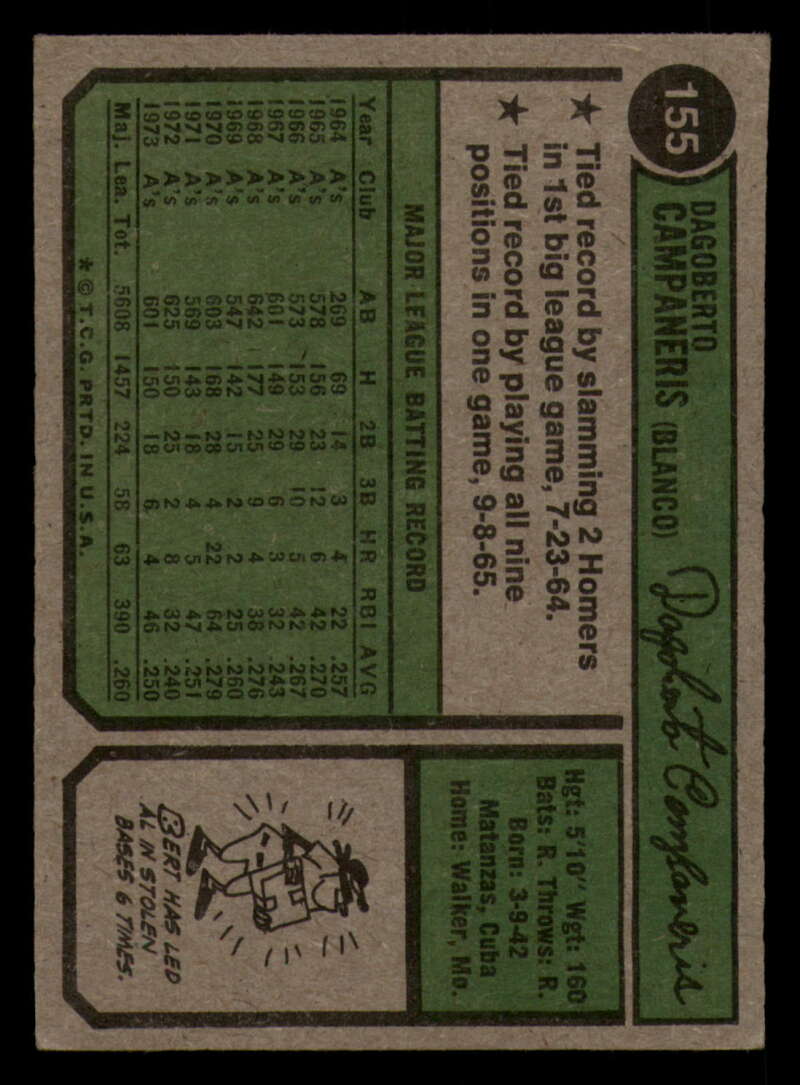 155
DAGOBERTO
CAMPANERIS (BLANCO)
Dagoberto Campaneris
★ Tied record by slamming 2 Homers
in 1st big league game, 7-23-64.
★ Tied record by playing all nine
positions in one game, 9-8-65.
Hgt: 5'10" Wgt: 160
Bats: R. Throws: R.
Born: 3-9-42
Matanzas, Cuba
Home: Walker, Mo.
MAJOR LEAGUE BATTING RECORD
Year Club AB H 2B 3B HR RBI AVG
1964 A's 269 69 14 3 4 22 .257
1965 A's 578 156 23 12 6 42 .270
1966 A's 573 153 29 10 5 42 .267
1967 A's 601 149 29 6 3 32 .243
1968 A's 642 177 25 9 4 38 .276
1969 A's 547 142 15 2 2 25 .260
1970 A's 603 168 28 4 22 64 .279
1971 A's 569 143 18 4 5 47 .251
1972 A's 625 150 25 2 8 32 .240
1973 A's 601 150 18 6 4 46 .250
Maj. Lea. Tot. 5608 1457 224 58 63 390 .260
* © T.C.G. PRTD. IN U.S.A.
BERT HAS LED
AL IN STOLEN
BASES 6 TIMES.